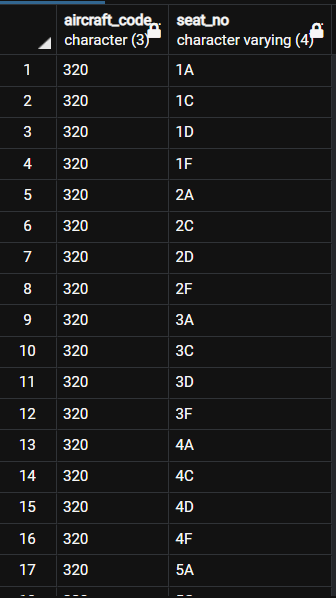 aircraft_code seat_no
character (3) character varying (4)
1 320 1A
2 320 1C
3 320 1D
4 320 1F
5 320 2A
6 320 2C
7 320 2D
8 320 2F
9 320 3A
10 320 3C
11 320 3D
12 320 3F
13 320 4A
14 320 4C
15 320 4D
16 320 4F
17 320 5A